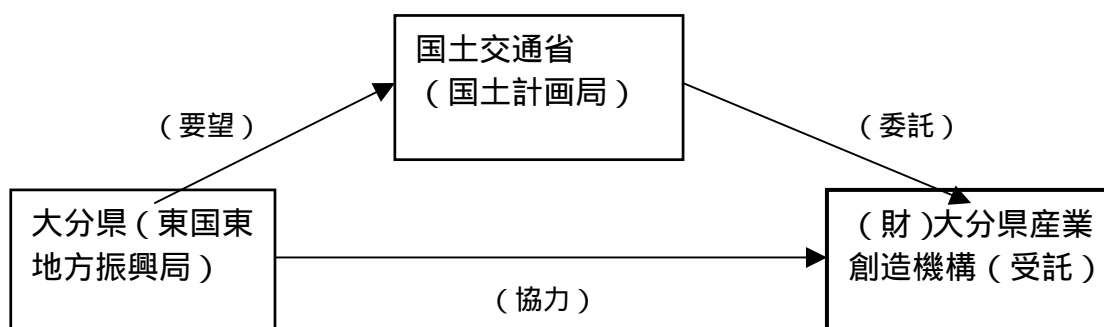 国土交通省
（国土計画局）
（要望）
（委託）
大分県（東国東
地方振興局）
（財）大分県産業
創造機構（受託）
（協力）